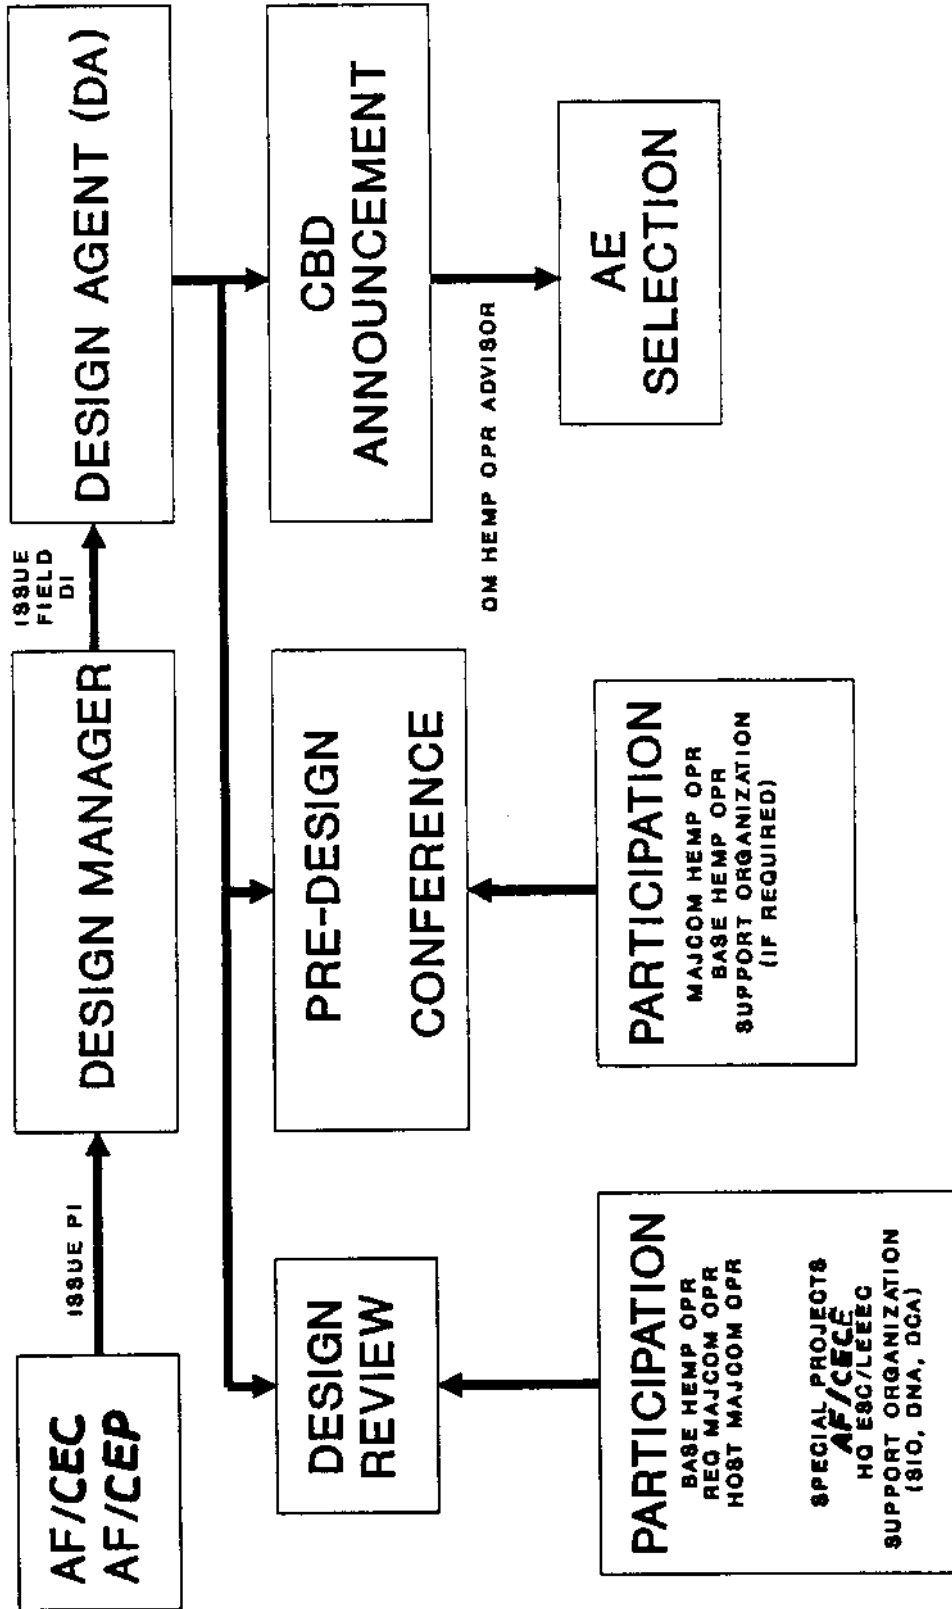 AF/CEC
AF/CEP
ISSUE PI
DESIGN MANAGER
ISSUE
FIELD
DI
DESIGN AGENT (DA)
DESIGN
REVIEW
PRE-DESIGN
CONFERENCE
CBD
ANNOUNCEMENT
DM HEMP OPR ADVISOR
PARTICIPATION
BASE HEMP OPR
REQ MAJCOM OPR
HOST MAJCOM OPR
SPECIAL PROJECTS
AF/CECE
HQ ESC/LEEEC
SUPPORT ORGANIZATION
(SIO, DNA, DCA)
PARTICIPATION
MAJCOM HEMP OPR
BASE HEMP OPR
SUPPORT ORGANIZATION
(IF REQUIRED)
AE
SELECTION